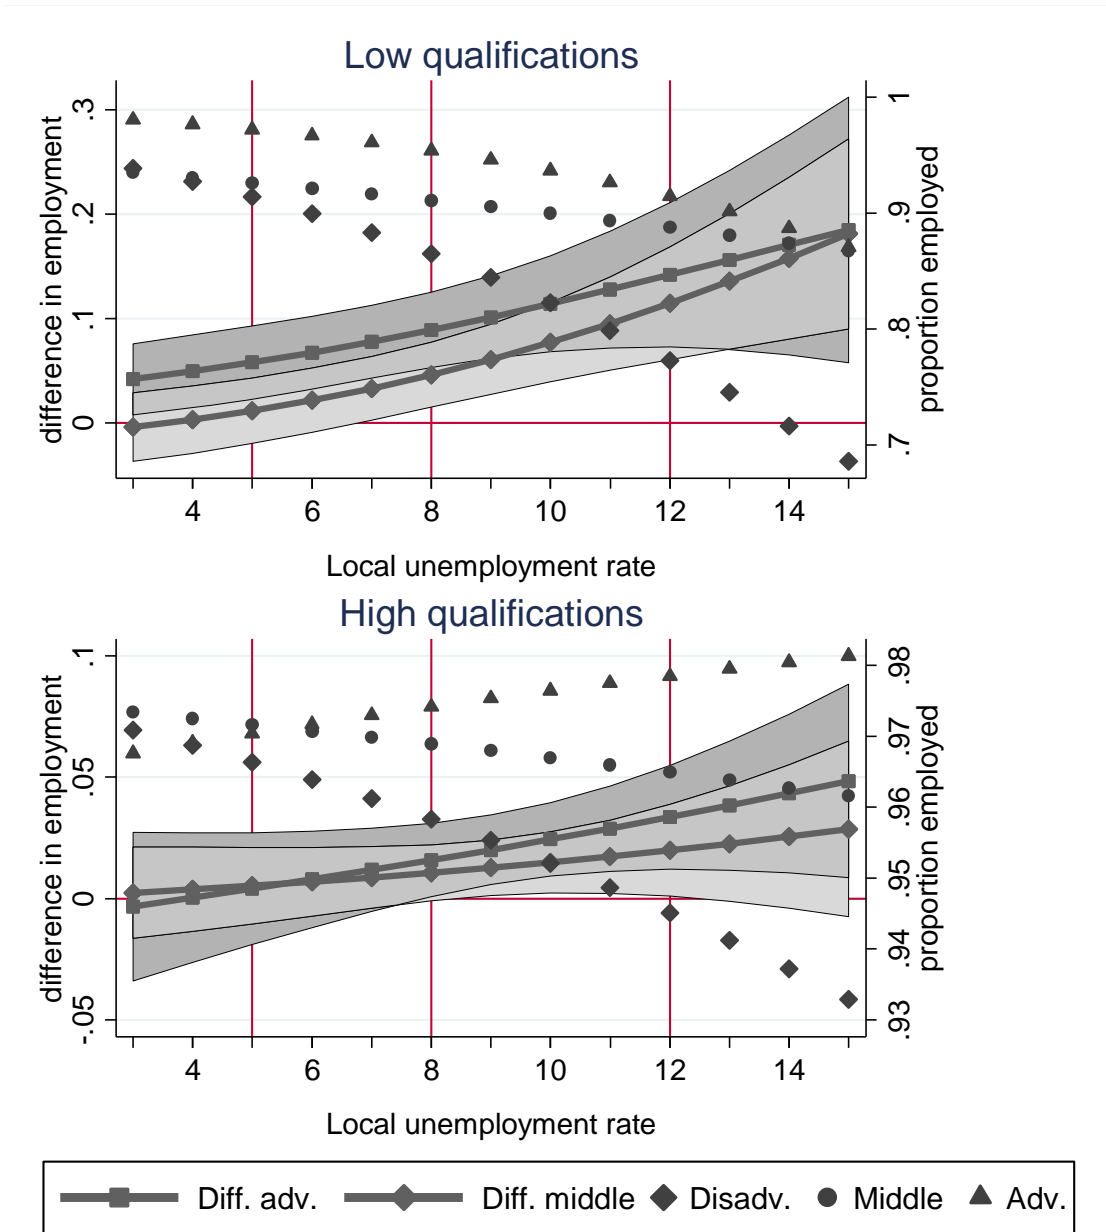 Low qualifications
difference in employment
.3
.2
.1
0
1
.9
.8
.7
proportion employed
4 6 8 10 12 14
Local unemployment rate
High qualifications
difference in employment
.1
.05
0
-.05
.98
.97
.96
.95
.94
.93
proportion employed
4 6 8 10 12 14
Local unemployment rate
Diff. adv. Diff. middle Disadv. Middle Adv.